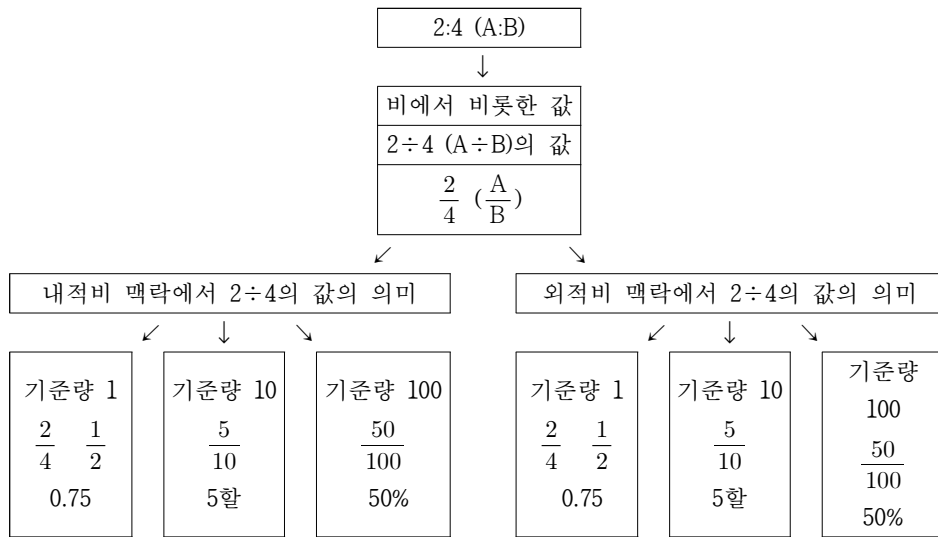 2:4 (A:B)
↓
비에서 비롯한 값
2÷4 (A÷B)의 값
2/4 (A/B)
↙ ↘
내적비 맥락에서 2÷4의 값의 의미
↙ ↓ ↘
기준량 1
2/4 1/2
0.75
기준량 10
5/10
5할
기준량 100
50/100
50%
외적비 맥락에서 2÷4의 값의 의미
↙ ↓ ↘
기준량 1
2/4 1/2
0.75
기준량 10
5/10
5할
기준량
100
50/100
50%